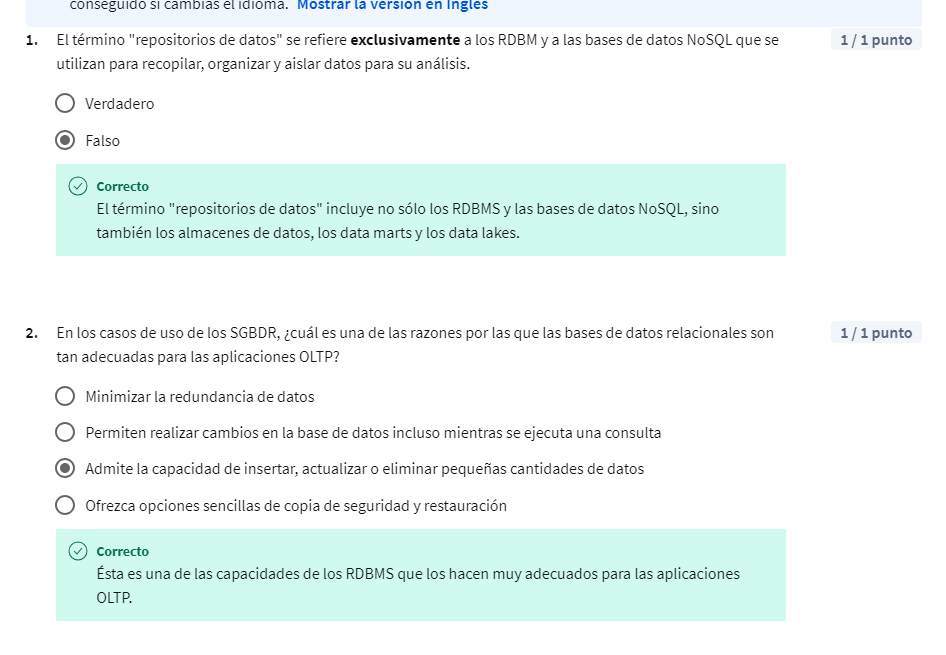 conseguido si cambias el idioma. Mostrar la versión en Inglés
1. El término "repositorios de datos" se refiere exclusivamente a los RDBM y a las bases de datos NoSQL que se
1 / 1 punto
utilizan para recopilar, organizar y aislar datos para su análisis.
Verdadero
Falso
Correcto
El término "repositorios de datos" incluye no sólo los RDBMS y las bases de datos NoSQL, sino
también los almacenes de datos, los data marts y los data lakes.
2. En los casos de uso de los SGBDR, ¿cuál es una de las razones por las que las bases de datos relacionales son
1 / 1 punto
tan adecuadas para las aplicaciones OLTP?
Minimizar la redundancia de datos
Permiten realizar cambios en la base de datos incluso mientras se ejecuta una consulta
Admite la capacidad de insertar, actualizar o eliminar pequeñas cantidades de datos
Ofrezca opciones sencillas de copia de seguridad y restauración
Correcto
Ésta es una de las capacidades de los RDBMS que los hacen muy adecuados para las aplicaciones
OLTP.